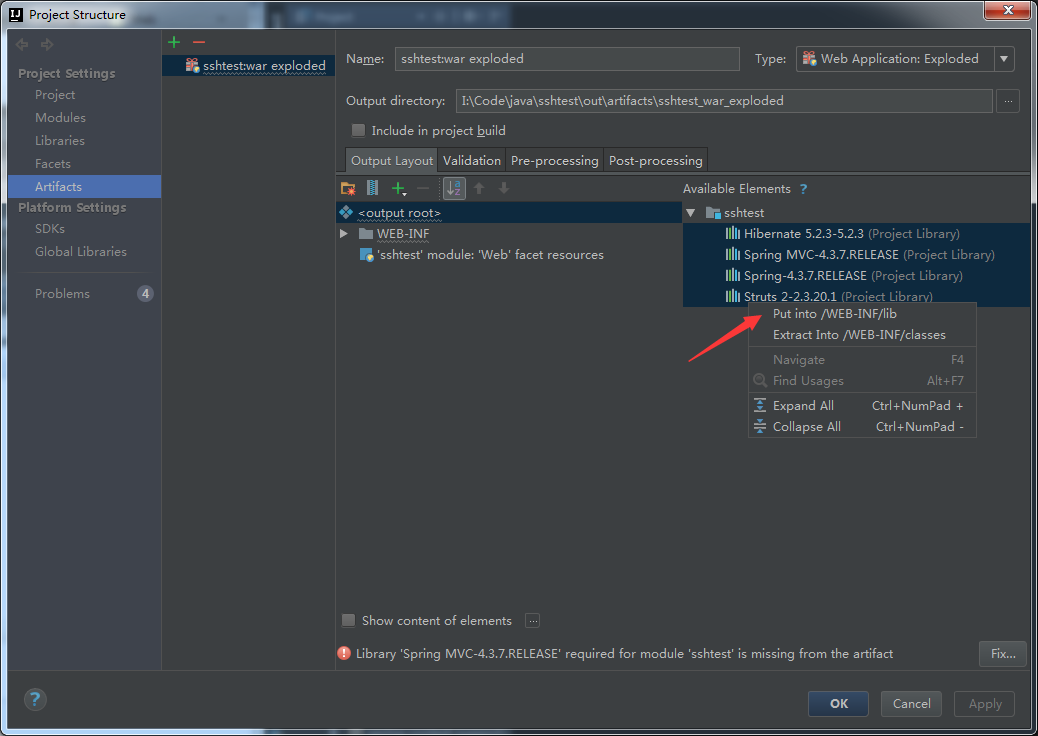 Project Structure
Project Settings
Project
Modules
Libraries
Facets
Artifacts
Platform Settings
SDKs
Global Libraries
Problems 4
sshtest:war exploded
Name: sshtest:war exploded Type: Web Application: Exploded
Output directory: I:\Code\java\sshtest\out\artifacts\sshtest_war_exploded ...
Include in project build
Output Layout Validation Pre-processing Post-processing
Available Elements ?
<output root>
WEB-INF
'sshtest' module: 'Web' facet resources
sshtest
Hibernate 5.2.3-5.2.3 (Project Library)
Spring MVC-4.3.7.RELEASE (Project Library)
Spring-4.3.7.RELEASE (Project Library)
Struts 2-2.3.20.1 (Project Library)
Put into /WEB-INF/lib
Extract Into /WEB-INF/classes
Navigate F4
Find Usages Alt+F7
Expand All Ctrl+NumPad +
Collapse All Ctrl+NumPad -
Show content of elements ...
Library 'Spring MVC-4.3.7.RELEASE' required for module 'sshtest' is missing from the artifact Fix...
? OK Cancel Apply